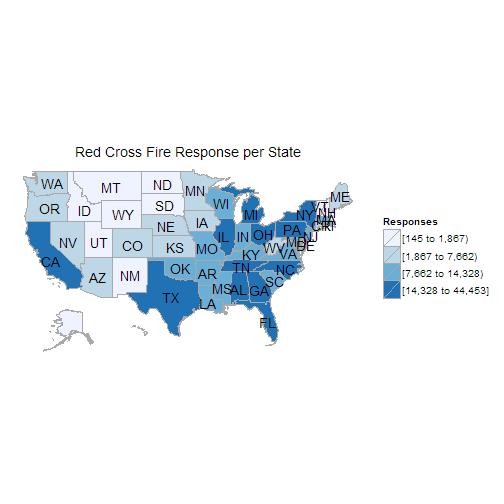 Red Cross Fire Response per State
WA
MT
ND
MN
ME
OR
ID
SD
WI
MI
VT
NH
NY
MA
WY
IA
NE
PA
NJ
NV
UT
CO
IL
IN
OH
MD
DE
CA
KS
MO
KY
WV
VA
AZ
NM
OK
AR
TN
NC
TX
MS
AL
GA
SC
LA
FL
Responses
[145 to 1,867)
[1,867 to 7,662)
[7,662 to 14,328)
[14,328 to 44,453]